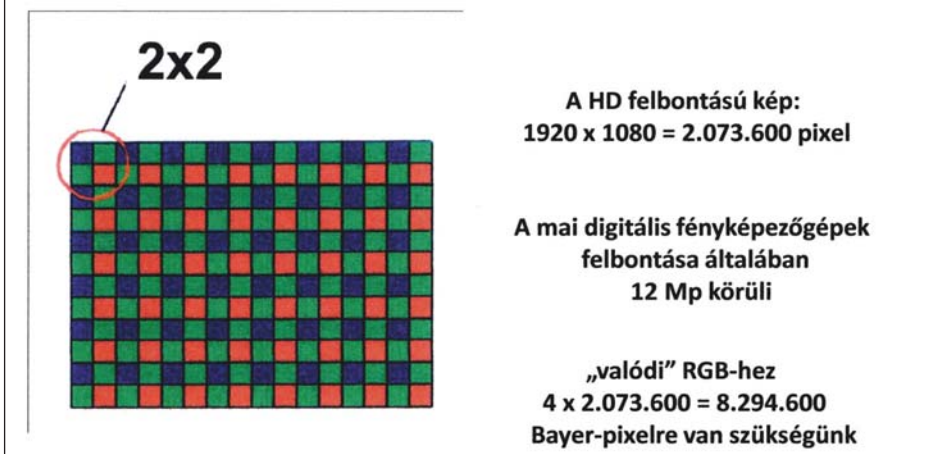 2x2
A HD felbontású kép:
1920 x 1080 = 2.073.600 pixel
A mai digitális fényképezőgépek
felbontása általában
12 Mp körüli
„valódi” RGB-hez
4 x 2.073.600 = 8.294.600
Bayer-pixelre van szükségünk